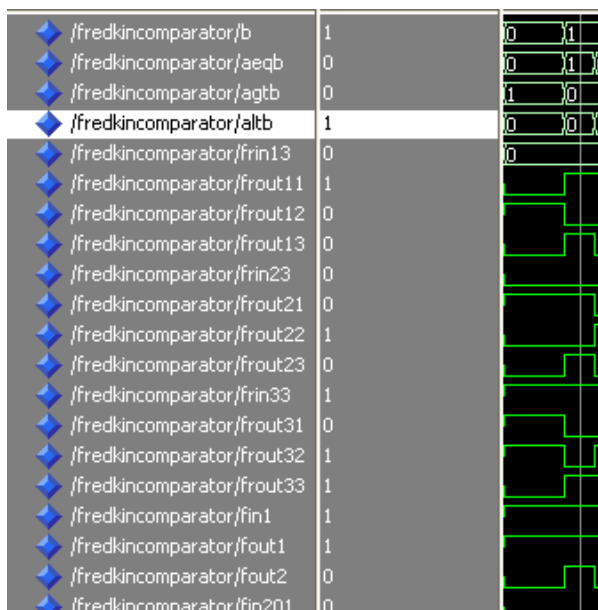 /fredkincomparator/b 1 0 1
/fredkincomparator/aeqb 0 0 1
/fredkincomparator/agtb 0 1 0
/fredkincomparator/altb 1 0 0
/fredkincomparator/frin13 0 0
/fredkincomparator/frout11 1
/fredkincomparator/frout12 0
/fredkincomparator/frout13 0
/fredkincomparator/frin23 0
/fredkincomparator/frout21 0
/fredkincomparator/frout22 1
/fredkincomparator/frout23 0
/fredkincomparator/frin33 1
/fredkincomparator/frout31 0
/fredkincomparator/frout32 1
/fredkincomparator/frout33 1
/fredkincomparator/fin1 1
/fredkincomparator/fout1 1
/fredkincomparator/fout2 0
/fredkincomparator/fin201 0